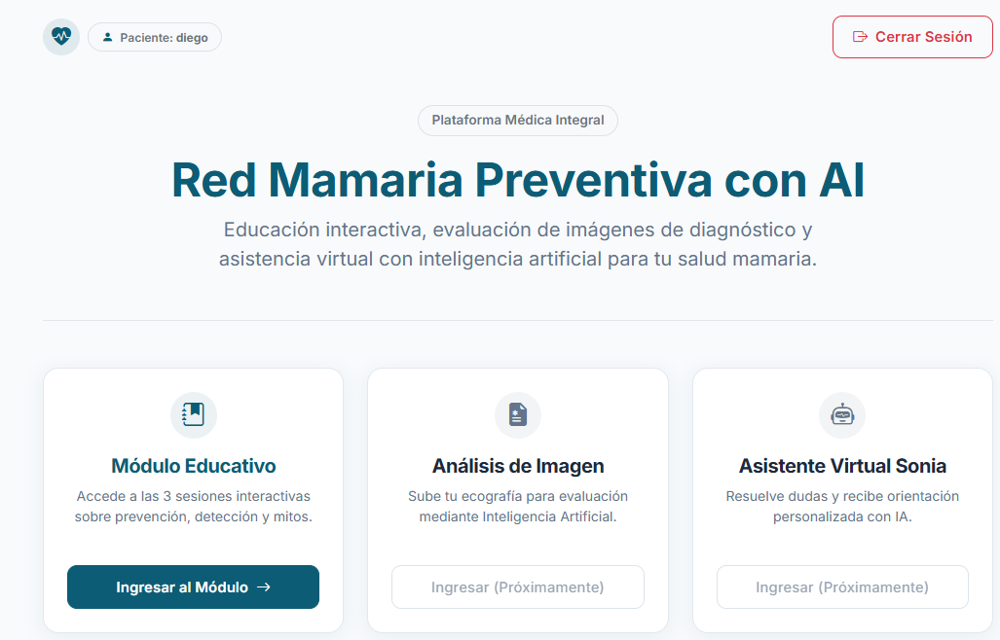 Paciente: diego
Cerrar Sesión
Plataforma Médica Integral
Red Mamaria Preventiva con AI
Educación interactiva, evaluación de imágenes de diagnóstico y
asistencia virtual con inteligencia artificial para tu salud mamaria.
Módulo Educativo
Accede a las 3 sesiones interactivas
sobre prevención, detección y mitos.
Ingresar al Módulo →
Análisis de Imagen
Sube tu ecografía para evaluación
mediante Inteligencia Artificial.
Ingresar (Próximamente)
Asistente Virtual Sonia
Resuelve dudas y recibe orientación
personalizada con IA.
Ingresar (Próximamente)